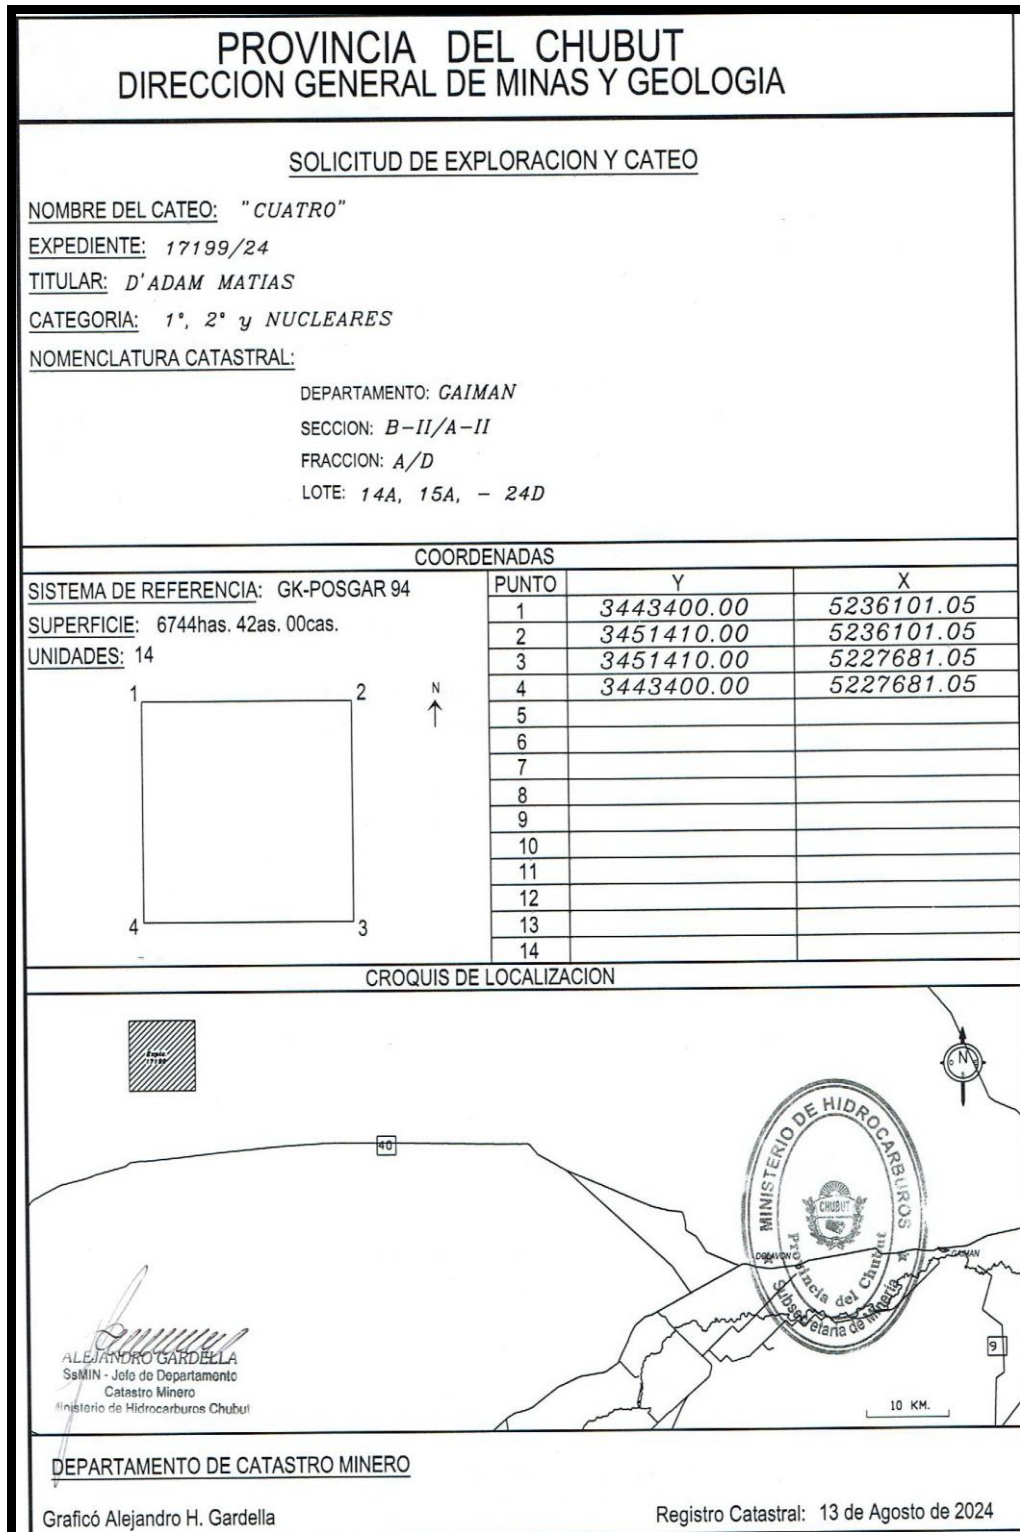 PROVINCIA DEL CHUBUT
DIRECCION GENERAL DE MINAS Y GEOLOGIA
SOLICITUD DE EXPLORACION Y CATEO
NOMBRE DEL CATEO: "CUATRO"
EXPEDIENTE: 17199/24
TITULAR: D'ADAM MATIAS
CATEGORIA: 1°, 2° y NUCLEARES
NOMENCLATURA CATASTRAL:
DEPARTAMENTO: GAIMAN
SECCION: B-II/A-II
FRACCION: A/D
LOTE: 14A, 15A, - 24D
COORDENADAS
SISTEMA DE REFERENCIA: GK-POSGAR 94
SUPERFICIE: 6744has. 42as. 00cas.
UNIDADES: 14
PUNTO Y X
1 3443400.00 5236101.05
2 3451410.00 5236101.05
3 3451410.00 5227681.05
4 3443400.00 5227681.05
5
6
7
8
9
10
11
12
13
14
1 2 N
4 3
CROQUIS DE LOCALIZACION
Expte.
17199
N
40
MINISTERIO DE HIDROCARBUROS
CHUBUT
Provincia del Chubut
Subsecretaria de Mineria
DOLAVON
GAIMAN
9
10 KM.
ALEJANDRO GARDELLA
SsMIN - Jefe de Departamento
Catastro Minero
Ministerio de Hidrocarburos Chubut
DEPARTAMENTO DE CATASTRO MINERO
Graficó Alejandro H. Gardella
Registro Catastral: 13 de Agosto de 2024